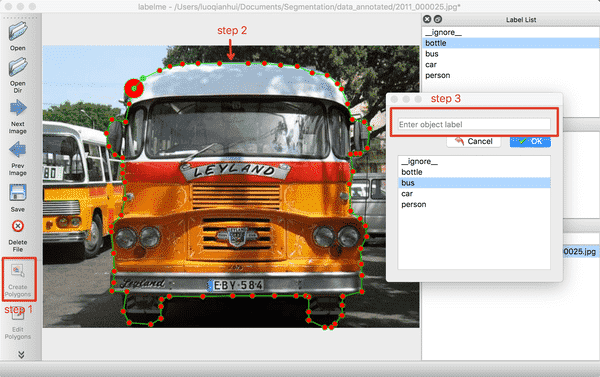 labelme - /Users/luoqianhui/Documents/Segmentation/data_annotated/2011_000025.jpg*
Open
Open
Dir
Next
Image
Prev
Image
Save
Delete
File
Create
Polygons
step 1
Edit
Polygons
step 2
LEYLAND
Leyland
EBY-584
Label List
__ignore__
bottle
bus
car
person
step 3
Enter object label
Cancel
OK
__ignore__
bottle
bus
car
person
00025.jpg